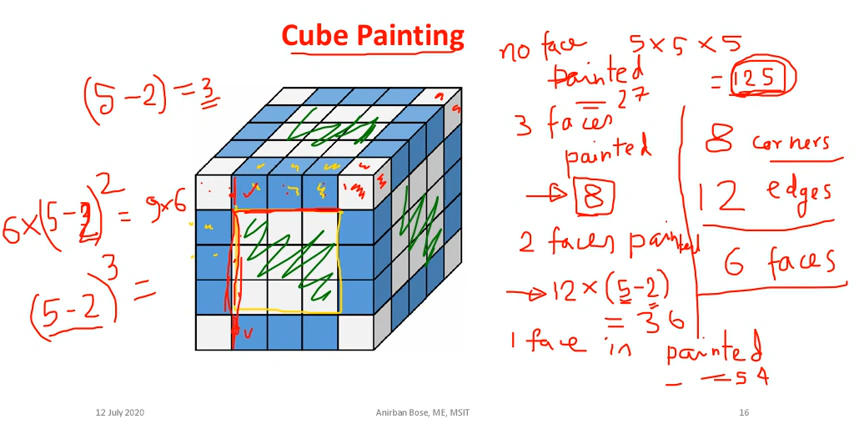 Cube Painting
(5-2) = 3
6×(5-2)² = 9×6
(5-2)³ =
no face painted = 27
5 × 5 × 5
= 125
3 faces painted
→ 8
2 faces painted
→ 12 × (5-2)
= 36
1 face in painted
= 54
8 corners
12 edges
6 faces
12 July 2020
Anirban Bose, ME, MSIT
16